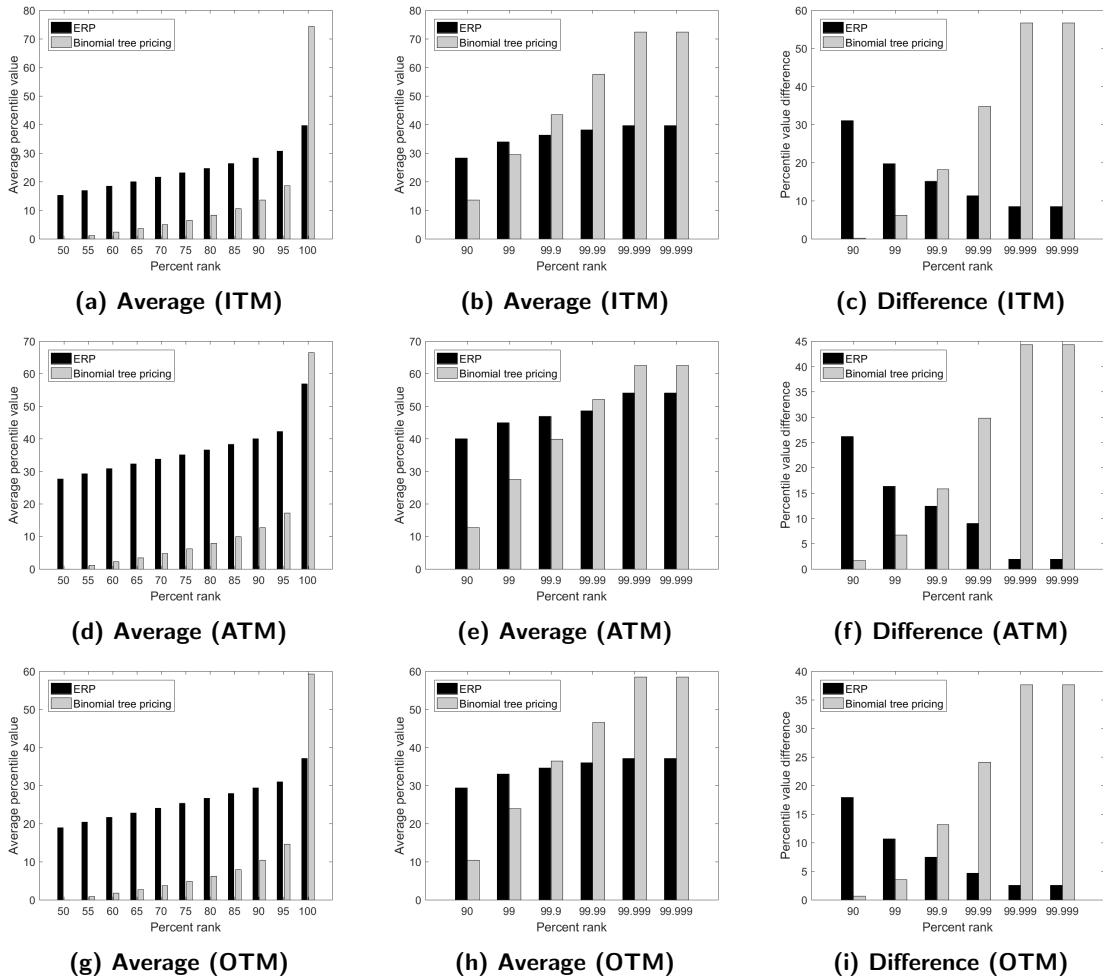 80
70
60
50
40
30
20
10
0
Average percentile value
ERP
Binomial tree pricing
50 55 60 65 70 75 80 85 90 95 100
Percent rank
(a) Average (ITM)
80
70
60
50
40
30
20
10
0
Average percentile value
ERP
Binomial tree pricing
90 99 99.9 99.99 99.999 99.999
Percent rank
(b) Average (ITM)
60
50
40
30
20
10
0
Percentile value difference
ERP
Binomial tree pricing
90 99 99.9 99.99 99.999 99.999
Percent rank
(c) Difference (ITM)
70
60
50
40
30
20
10
0
Average percentile value
ERP
Binomial tree pricing
50 55 60 65 70 75 80 85 90 95 100
Percent rank
(d) Average (ATM)
70
60
50
40
30
20
10
0
Average percentile value
ERP
Binomial tree pricing
90 99 99.9 99.99 99.999 99.999
Percent rank
(e) Average (ATM)
45
40
35
30
25
20
15
10
5
0
Percentile value difference
ERP
Binomial tree pricing
90 99 99.9 99.99 99.999 99.999
Percent rank
(f) Difference (ATM)
60
50
40
30
20
10
0
Average percentile value
ERP
Binomial tree pricing
50 55 60 65 70 75 80 85 90 95 100
Percent rank
(g) Average (OTM)
60
50
40
30
20
10
0
Average percentile value
ERP
Binomial tree pricing
90 99 99.9 99.99 99.999 99.999
Percent rank
(h) Average (OTM)
40
35
30
25
20
15
10
5
0
Percentile value difference
ERP
Binomial tree pricing
90 99 99.9 99.99 99.999 99.999
Percent rank
(i) Difference (OTM)